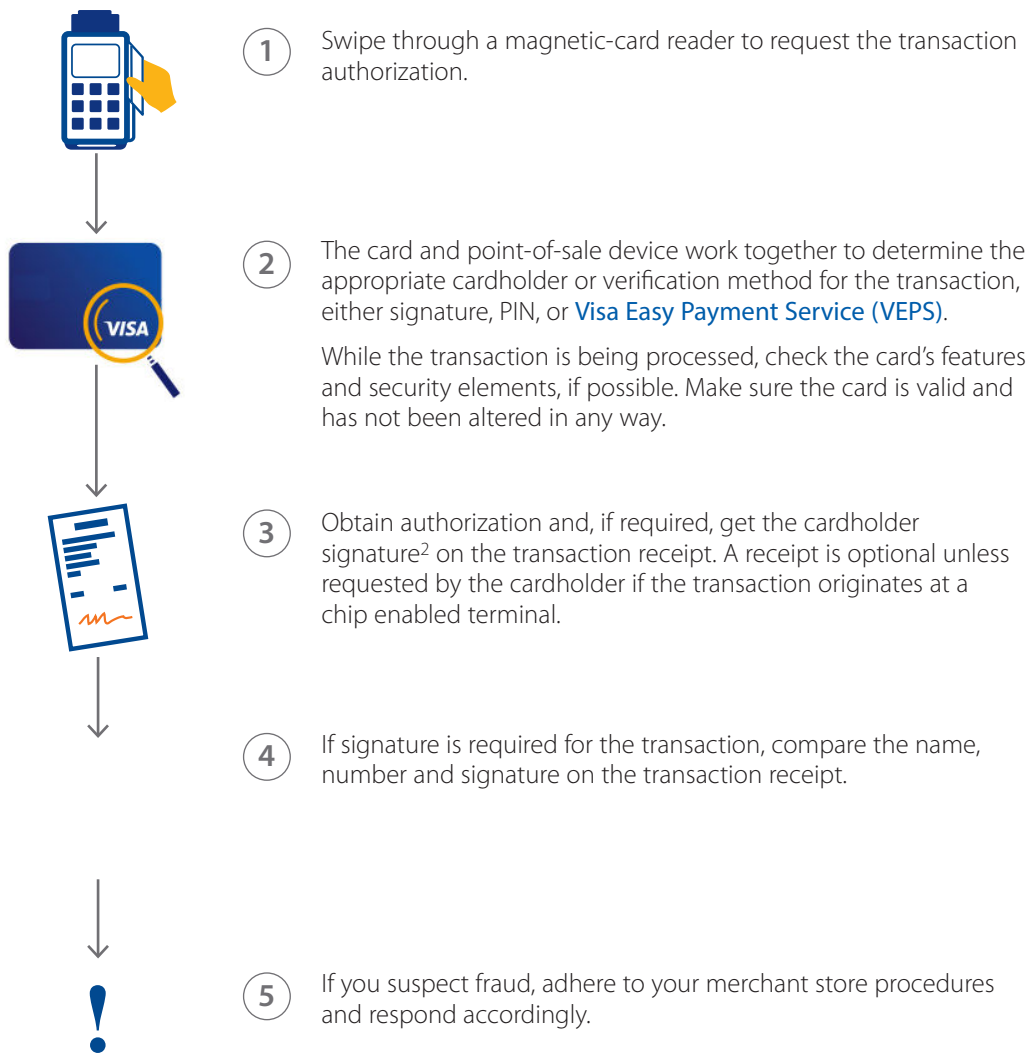 1
Swipe through a magnetic-card reader to request the transaction
authorization.
VISA
2
The card and point-of-sale device work together to determine the
appropriate cardholder or verification method for the transaction,
either signature, PIN, or Visa Easy Payment Service (VEPS).
While the transaction is being processed, check the card’s features
and security elements, if possible. Make sure the card is valid and
has not been altered in any way.
3
Obtain authorization and, if required, get the cardholder
signature2 on the transaction receipt. A receipt is optional unless
requested by the cardholder if the transaction originates at a
chip enabled terminal.
4
If signature is required for the transaction, compare the name,
number and signature on the transaction receipt.
5
If you suspect fraud, adhere to your merchant store procedures
and respond accordingly.